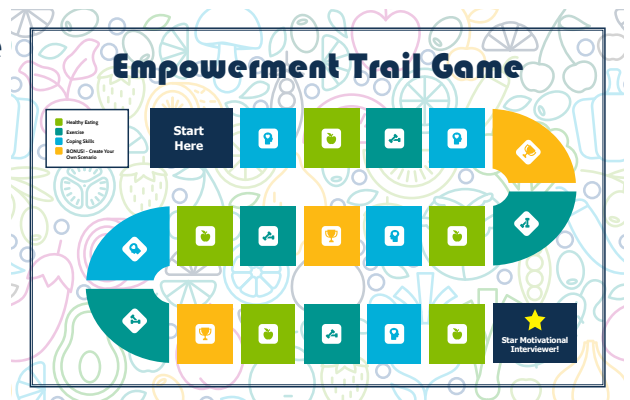 Empowerment Trail Game
Healthy Eating
Exercise
Coping Skills
BONUS! - Create Your
Own Scenario
Start
Here
Star Motivational
Interviewer!